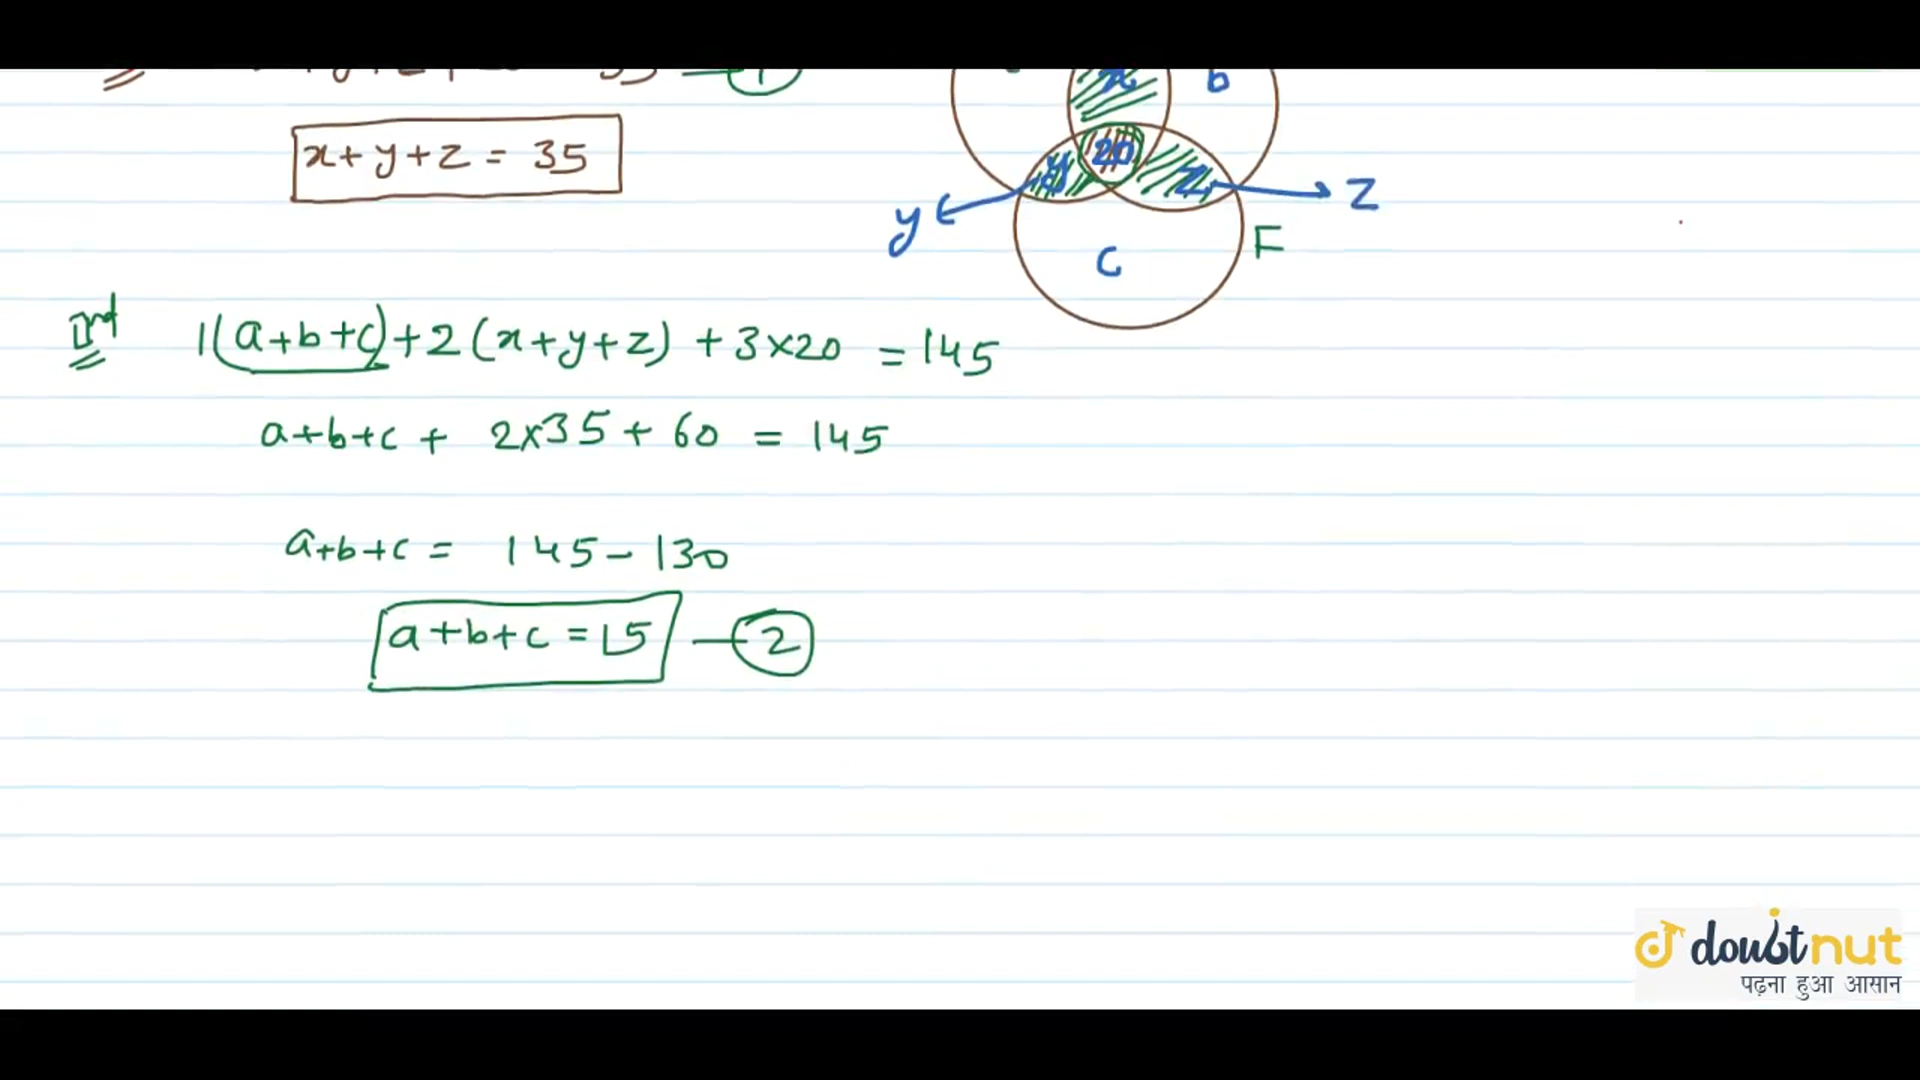 x
b
x+y+z = 35
20
y
z
y
z
F
c
IInd 1(a+b+c)+2(x+y+z) +3×20 =145
a+b+c + 2×35+60 = 145
a+b+c = 145-130
a+b+c =15 — 2
doubtnut
पढ़ना हुआ आसान